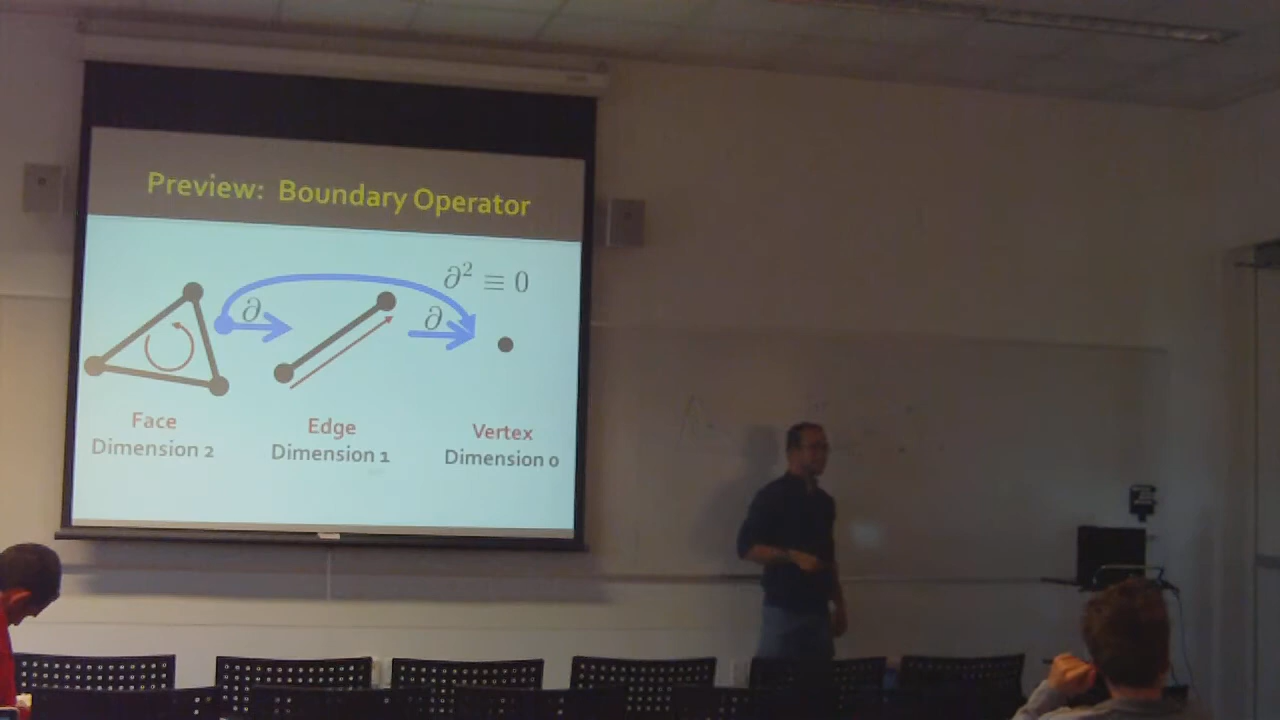 Preview: Boundary Operator
∂² ≡ 0
∂
∂
Face
Dimension 2
Edge
Dimension 1
Vertex
Dimension 0